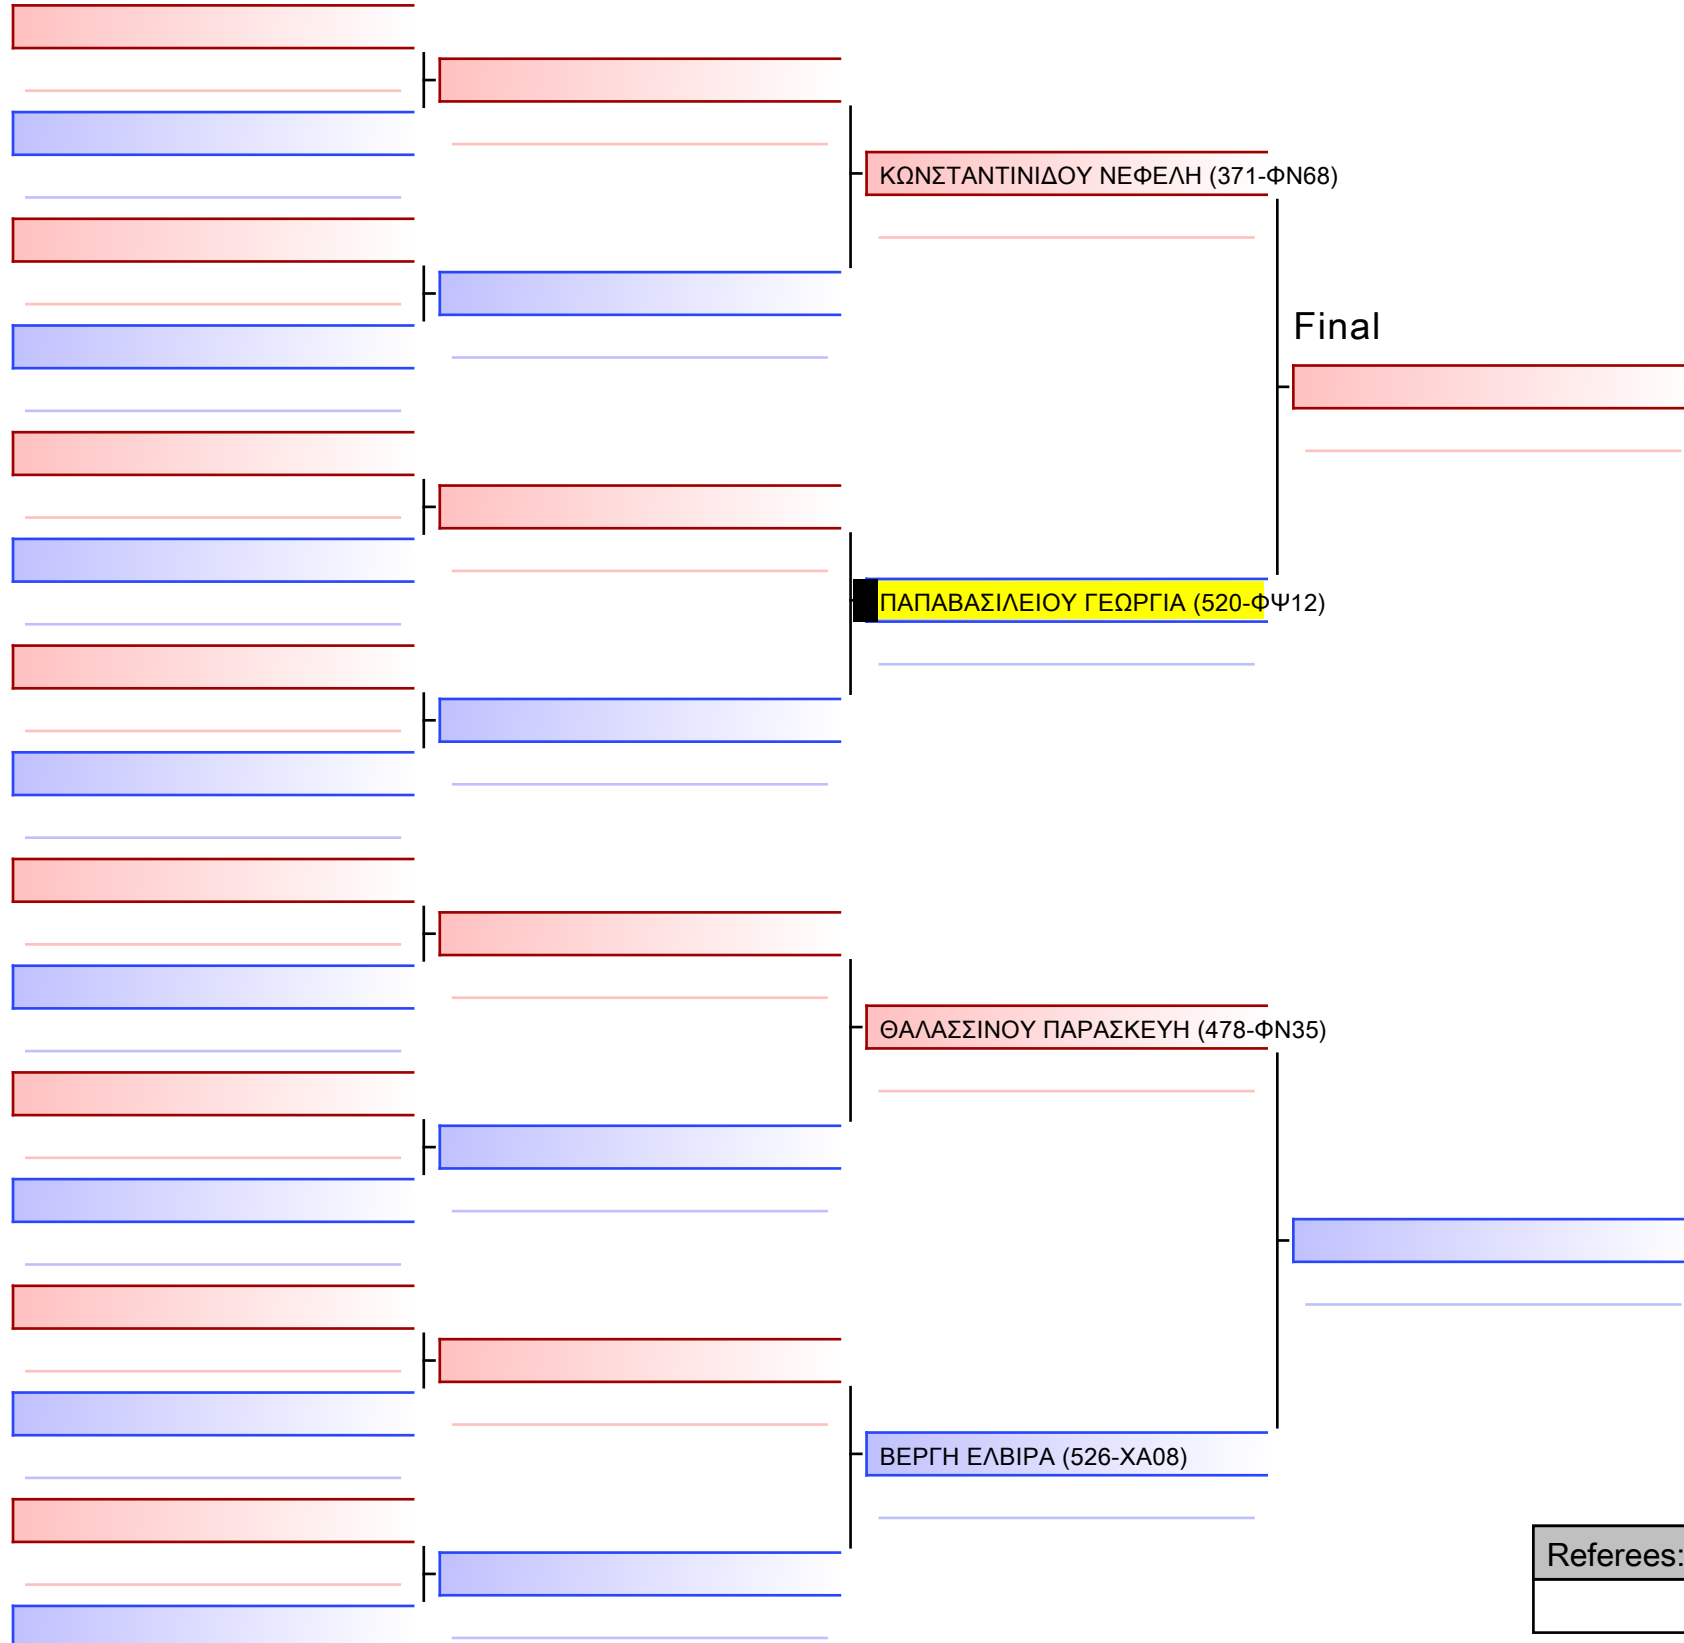 ΚΩΝΣΤΑΝΤΙΝΙΔΟΥ ΝΕΦΕΛΗ (371-ΦΝ68)
Final
ΠΑΠΑΒΑΣΙΛΕΙΟΥ ΓΕΩΡΓΙΑ (520-ΦΨ12)
ΘΑΛΑΣΣΙΝΟΥ ΠΑΡΑΣΚΕΥΗ (478-ΦΝ35)
ΒΕΡΓΗ ΕΛΒΙΡΑ (526-ΧΑ08)
Referees: